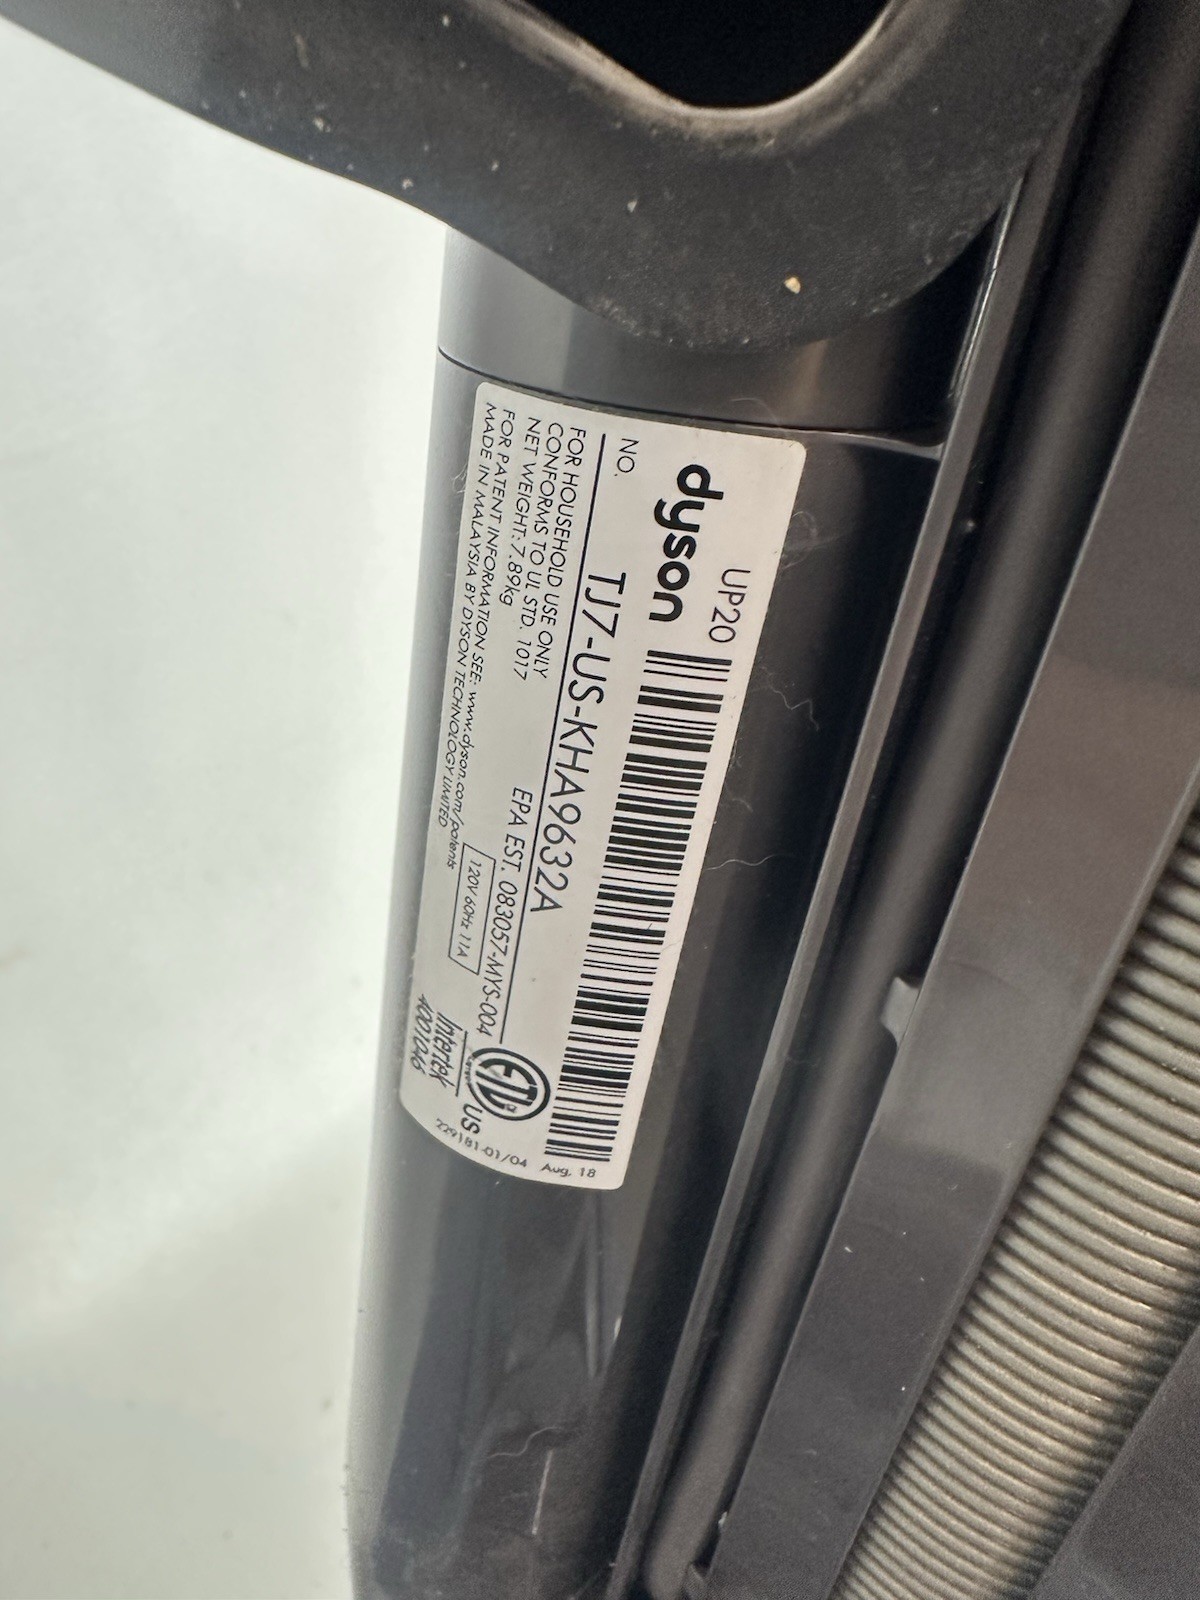 dyson UP20
NO. TJ7-US-KHA9632A
FOR HOUSEHOLD USE ONLY
CONFORMS TO UL STD. 1017
NET WEIGHT: 7.89kg
EPA EST. 083057-MYS-004
FOR PATENT INFORMATION SEE: www.dyson.com/patents
MADE IN MALAYSIA BY DYSON TECHNOLOGY LIMITED
120V 60Hz 11A
ETL
US
Intertek
4001046
229181-01/04 Aug. 18